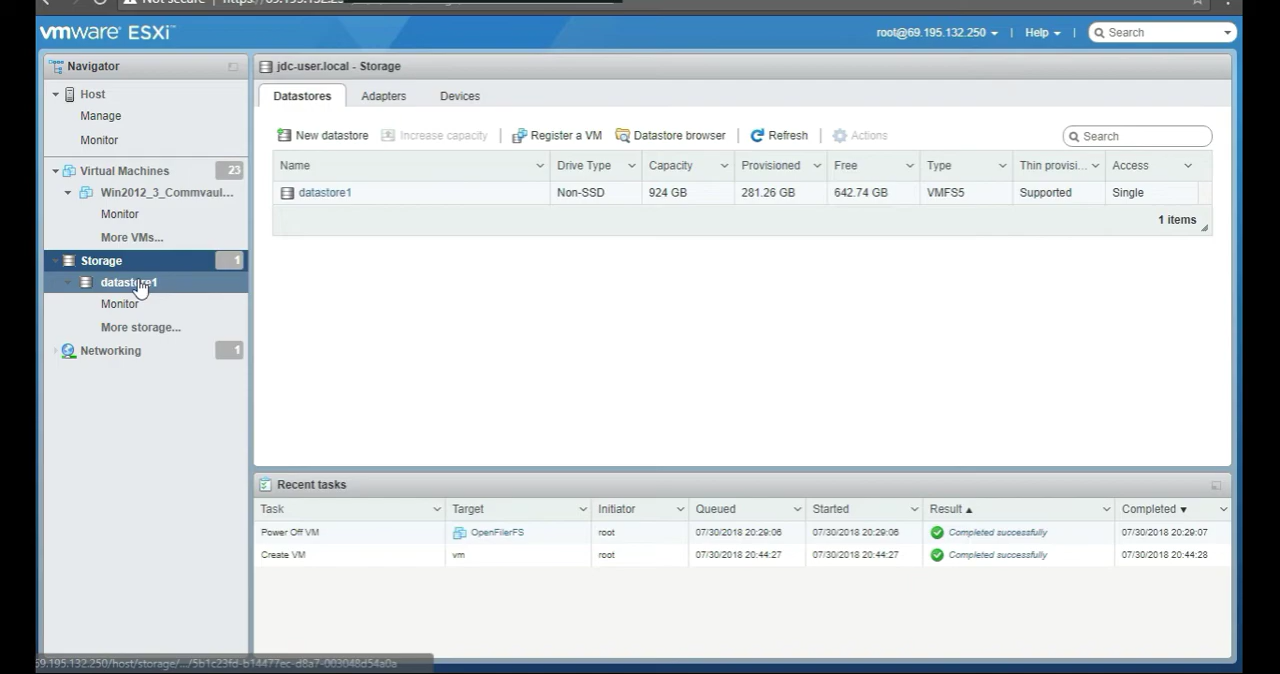 Not secure | https://69.195.132.25
vmware ESXi™
root@69.195.132.250 | Help | Search
Navigator
Host
Manage
Monitor
Virtual Machines 23
Win2012_3_Commvaul...
Monitor
More VMs...
Storage 1
datastore1
Monitor
More storage...
Networking 1
jdc-user.local - Storage
Datastores Adapters Devices
New datastore Increase capacity | Register a VM Datastore browser | Refresh Actions Search
Name Drive Type Capacity Provisioned Free Type Thin provisi... Access
datastore1 Non-SSD 924 GB 281.26 GB 642.74 GB VMFS5 Supported Single
1 items
Recent tasks
Task Target Initiator Queued Started Result ▲ Completed ▼
Power Off VM OpenFilerFS root 07/30/2018 20:29:06 07/30/2018 20:29:06 Completed successfully 07/30/2018 20:29:07
Create VM vm root 07/30/2018 20:44:27 07/30/2018 20:44:27 Completed successfully 07/30/2018 20:44:28
69.195.132.250/host/storage/.../5b1c23fd-b14477ec-d8a7-003048d54a0a